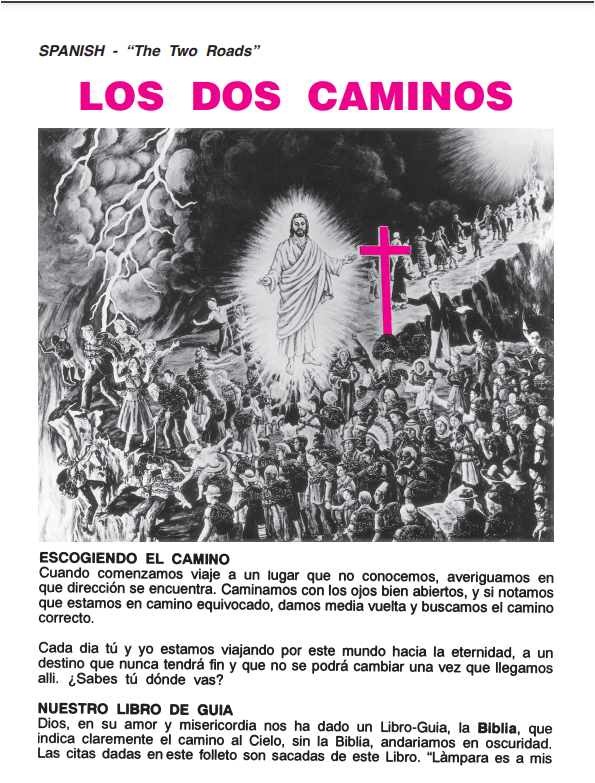 SPANISH - “The Two Roads”
LOS DOS CAMINOS
ESCOGIENDO EL CAMINO
Cuando comenzamos viaje a un lugar que no conocemos, averiguamos en
que dirección se encuentra. Caminamos con los ojos bien abiertos, y si notamos
que estamos en camino equivocado, damos media vuelta y buscamos el camino
correcto.
Cada dia tú y yo estamos viajando por este mundo hacia la eternidad, a un
destino que nunca tendrá fin y que no se podrá cambiar una vez que llegamos
alli. ¿Sabes tú dónde vas?
NUESTRO LIBRO DE GUIA
Dios, en su amor y misericordia nos ha dado un Libro-Guia, la Biblia, que
indica claramente el camino al Cielo, sin la Biblia, andariamos en oscuridad.
Las citas dadas en este folleto son sacadas de este Libro. “Làmpara es a mis